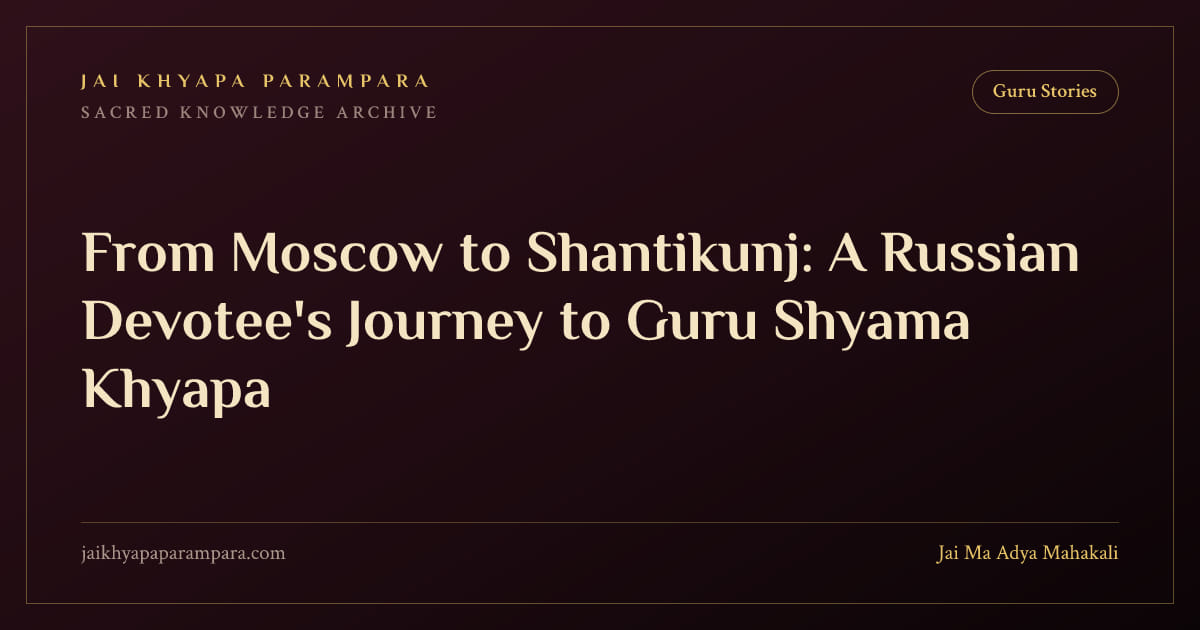 JAI KHYAPA PARAMPARA
SACRED KNOWLEDGE ARCHIVE
Guru Stories
From Moscow to Shantikunj: A Russian
Devotee's Journey to Guru Shyama
Khyapa
jaikhyapaparampara.com
Jai Ma Adya Mahakali